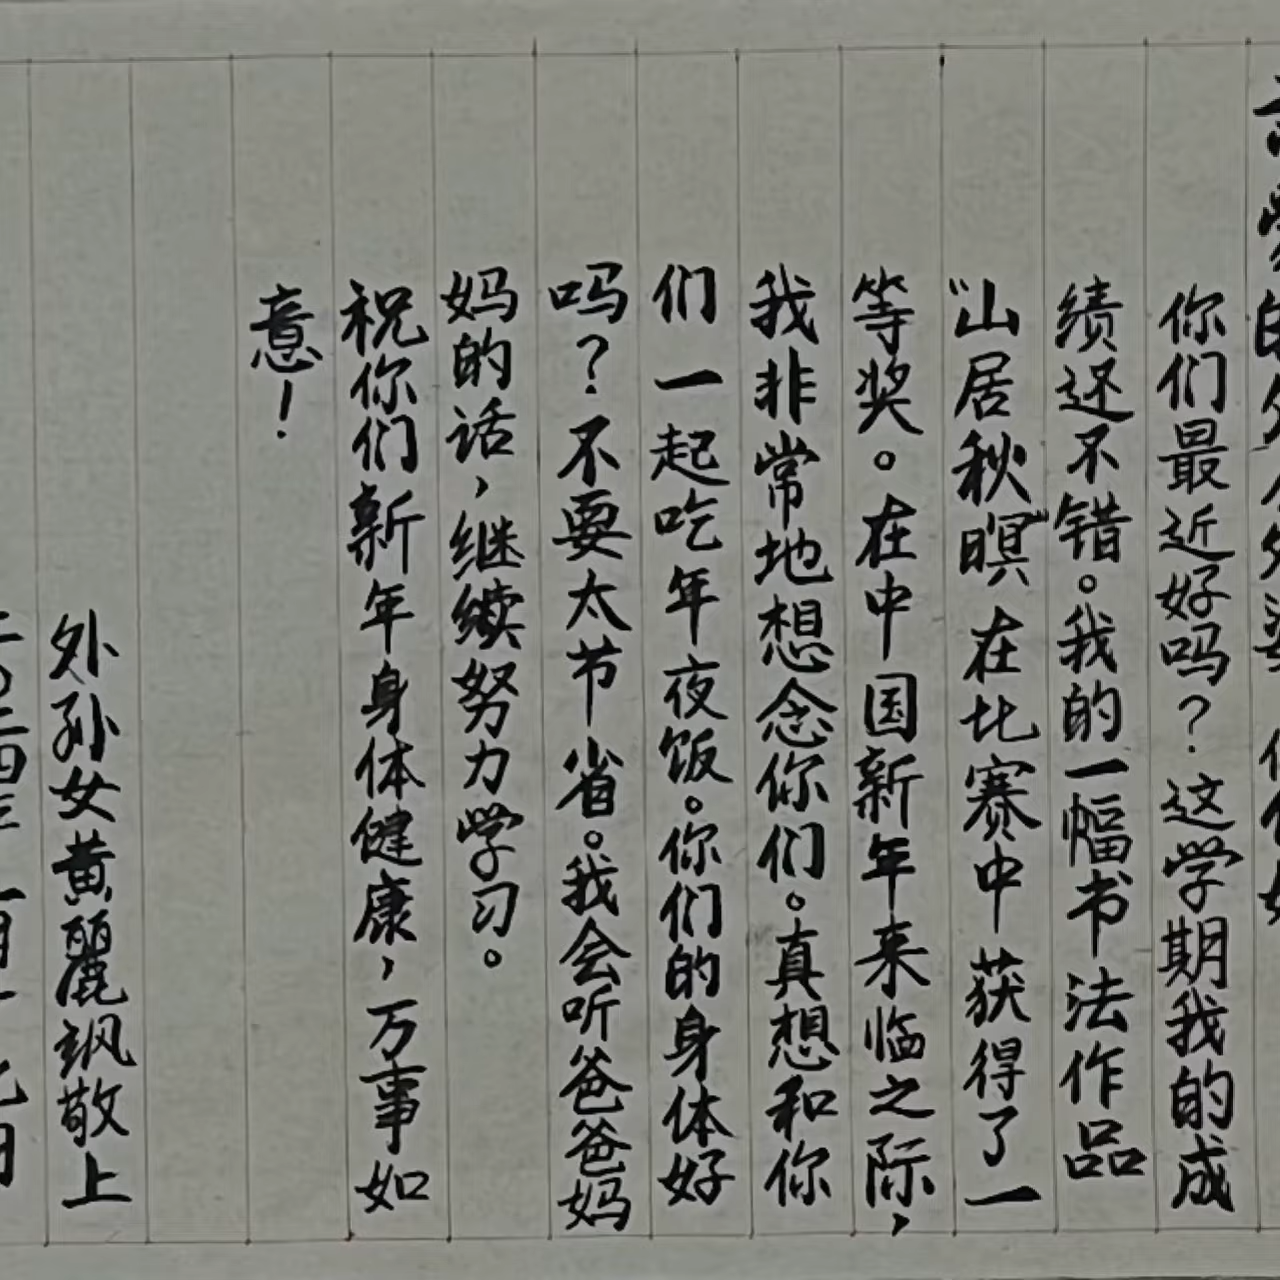 的外公外婆
你们最近好吗？这学期我的成
绩还不错。我的一幅书法作品
“山居秋暝”在比赛中获得了一
等奖。在中国新年来临之际，
我非常地想念你们。真想和你
们一起吃年夜饭。你们的身体好
吗？不要太节省。我会听爸爸妈
妈的话，继续努力学习。
祝你们新年身体健康，万事如
意！
外孙女黄麗飒敬上